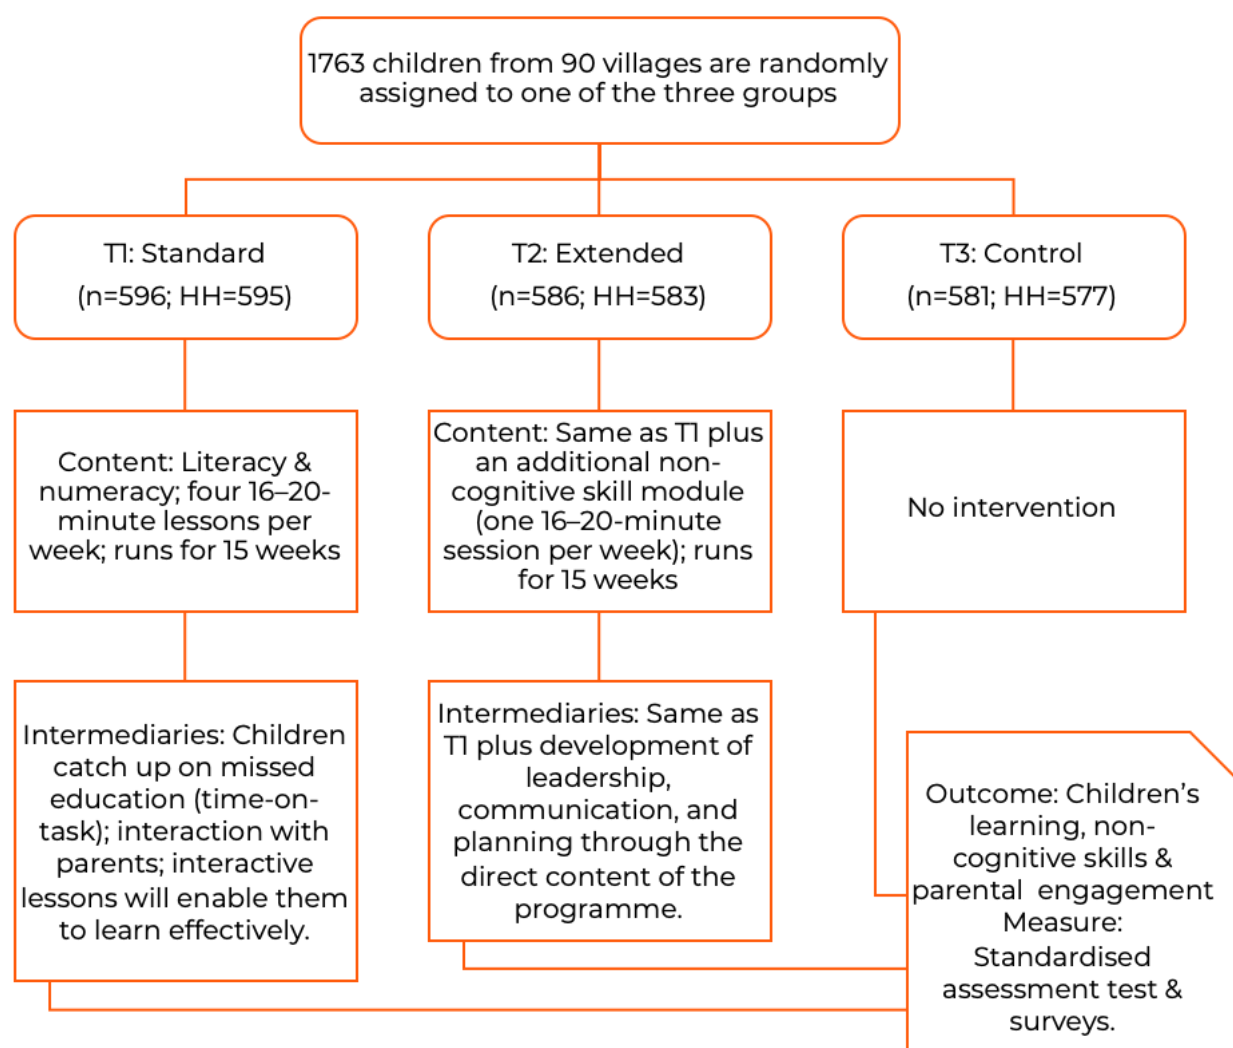 1763 children from 90 villages are randomly
assigned to one of the three groups
T1: Standard
(n=596; HH=595)
T2: Extended
(n=586; HH=583)
T3: Control
(n=581; HH=577)
Content: Literacy &
numeracy; four 16–20-
minute lessons per
week; runs for 15 weeks
Content: Same as T1 plus
an additional non-
cognitive skill module
(one 16–20-minute
session per week); runs
for 15 weeks
No intervention
Intermediaries: Children
catch up on missed
education (time-on-
task); interaction with
parents; interactive
lessons will enable them
to learn effectively.
Intermediaries: Same as
T1 plus development of
leadership,
communication, and
planning through the
direct content of the
programme.
Outcome: Children’s
learning, non-
cognitive skills &
parental engagement
Measure:
Standardised
assessment test &
surveys.